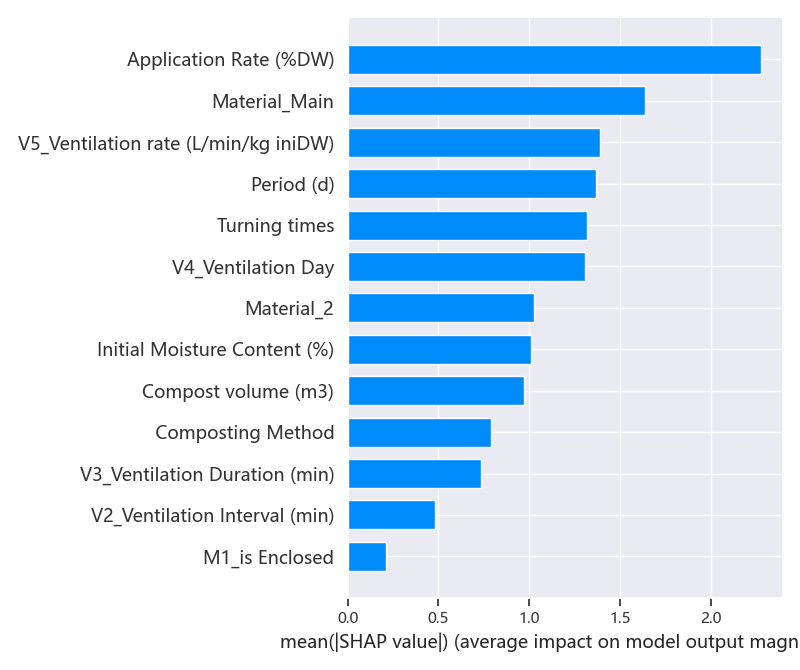 Application Rate (%DW)
Material_Main
V5_Ventilation rate (L/min/kg iniDW)
Period (d)
Turning times
V4_Ventilation Day
Material_2
Initial Moisture Content (%)
Compost volume (m3)
Composting Method
V3_Ventilation Duration (min)
V2_Ventilation Interval (min)
M1_is Enclosed
0.0 0.5 1.0 1.5 2.0
mean(|SHAP value|) (average impact on model output magn